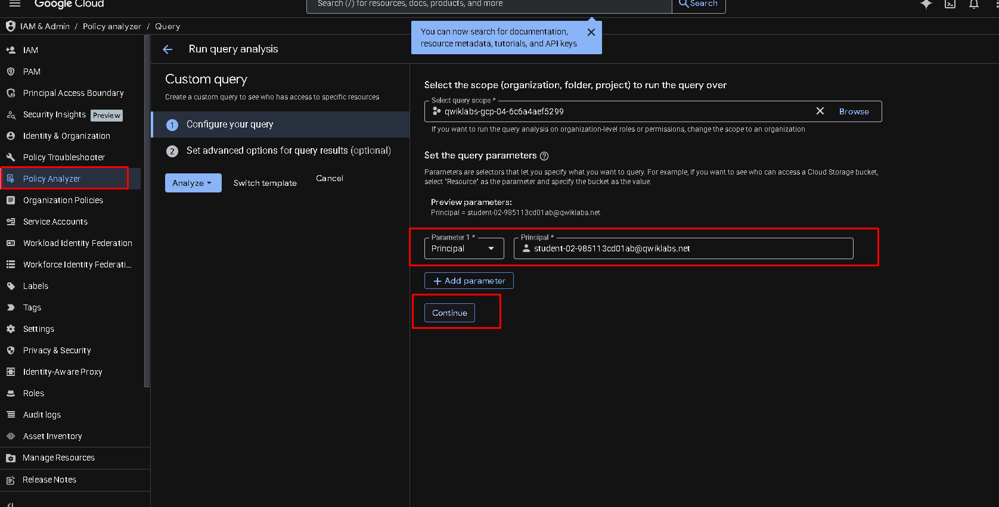 Google Cloud
Search (/) for resources, docs, products, and more
Search
IAM & Admin / Policy analyzer / Query
You can now search for documentation,
resource metadata, tutorials, and API keys
IAM
PAM
Principal Access Boundary
Security Insights Preview
Identity & Organization
Policy Troubleshooter
Policy Analyzer
Organization Policies
Service Accounts
Workload Identity Federation
Workforce Identity Federati...
Labels
Tags
Settings
Privacy & Security
Identity-Aware Proxy
Roles
Audit logs
Asset Inventory
Manage Resources
Release Notes
Run query analysis
Custom query
Create a custom query to see who has access to specific resources
1 Configure your query
2 Set advanced options for query results (optional)
Analyze
Switch template
Cancel
Select the scope (organization, folder, project) to run the query over
Select query scope *
qwiklabs-gcp-04-6c6a4aef5299
Browse
If you want to run the query analysis on organization-level roles or permissions, change the scope to an organization
Set the query parameters
Parameters are selectors that let you specify what you want to query. For example, if you want to see who can access a Cloud Storage bucket,
select "Resource" as the parameter and specify the bucket as the value.
Preview parameters:
Principal = student-02-985113cd01ab@qwiklabs.net
Parameter 1 *
Principal
Principal *
student-02-985113cd01ab@qwiklabs.net
+ Add parameter
Continue